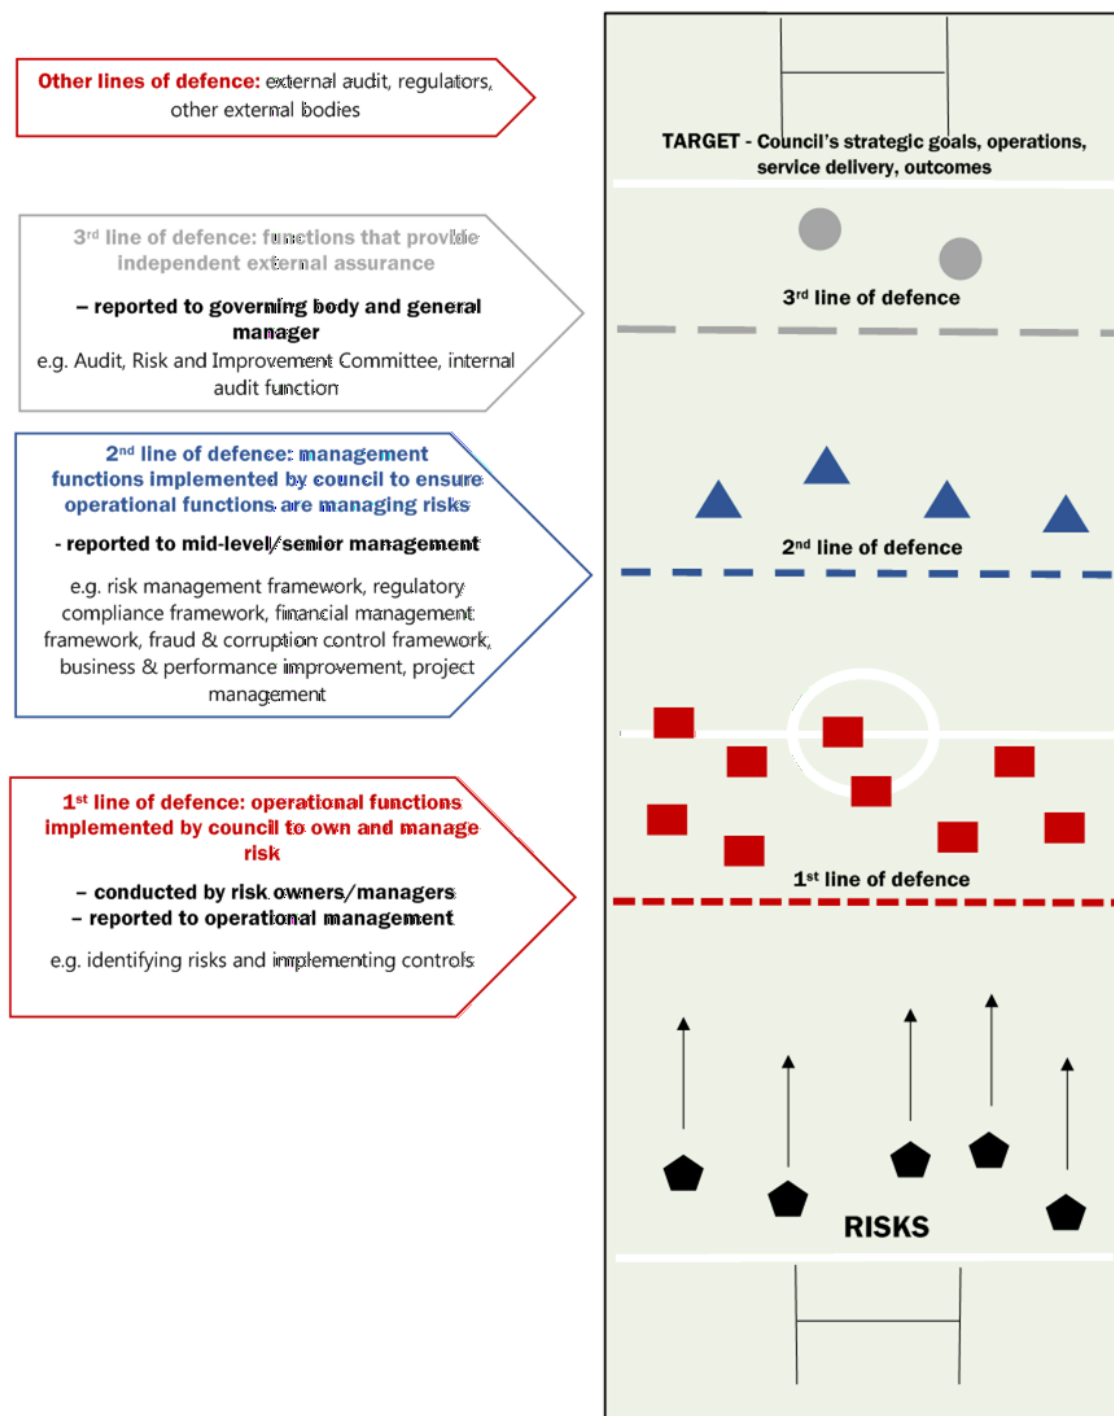 Other lines of defence: external audit, regulators,
other external bodies
3rd line of defence: functions that provide
independent external assurance
– reported to governing body and general
manager
e.g. Audit, Risk and Improvement Committee, internal
audit function
2nd line of defence: management
functions implemented by council to ensure
operational functions are managing risks
- reported to mid-level/senior management
e.g. risk management framework, regulatory
compliance framework, financial management
framework, fraud & corruption control framework,
business & performance improvement, project
management
1st line of defence: operational functions
implemented by council to own and manage
risk
– conducted by risk owners/managers
– reported to operational management
e.g. identifying risks and implementing controls
TARGET - Council's strategic goals, operations,
service delivery, outcomes
3rd line of defence
2nd line of defence
1st line of defence
RISKS